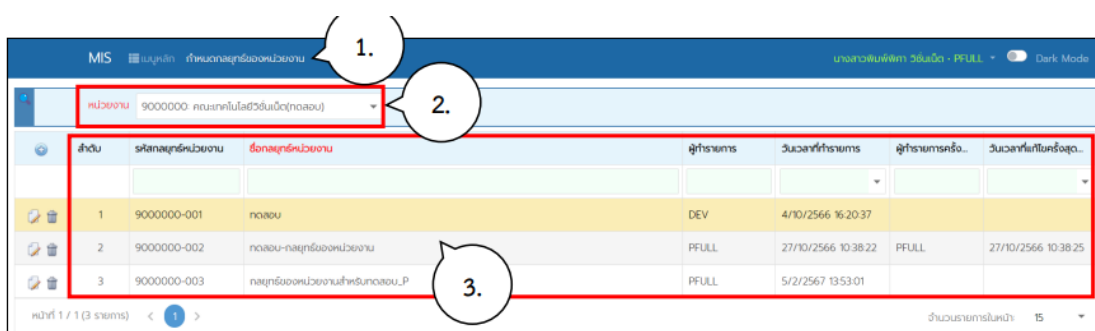 1.
MIS เมนูหลัก กำหนดกลยุทธ์ของหน่วยงาน นางสาวพิมพ์พิศา วิชั่นเน็ต - PFULL Dark Mode
หน่วยงาน 9000000: คณะเทคโนโลยีวิชั่นเน็ต(ทดสอบ)
2.
ลำดับ รหัสกลยุทธ์หน่วยงาน ชื่อกลยุทธ์หน่วยงาน ผู้ทำรายการ วันเวลาที่ทำรายการ ผู้ทำรายการครั้ง... วันเวลาที่แก้ไขครั้งสุด...
1 9000000-001 ทดสอบ DEV 4/10/2566 16:20:37
2 9000000-002 ทดสอบ-กลยุทธ์ของหน่วยงาน PFULL 27/10/2566 10:38:22 PFULL 27/10/2566 10:38:25
3 9000000-003 กลยุทธ์ของหน่วยงานสำหรับทดสอบ_P PFULL 5/2/2567 13:53:01
3.
หน้าที่ 1 / 1 (3 รายการ) < 1 > จำนวนรายการในหน้า: 15